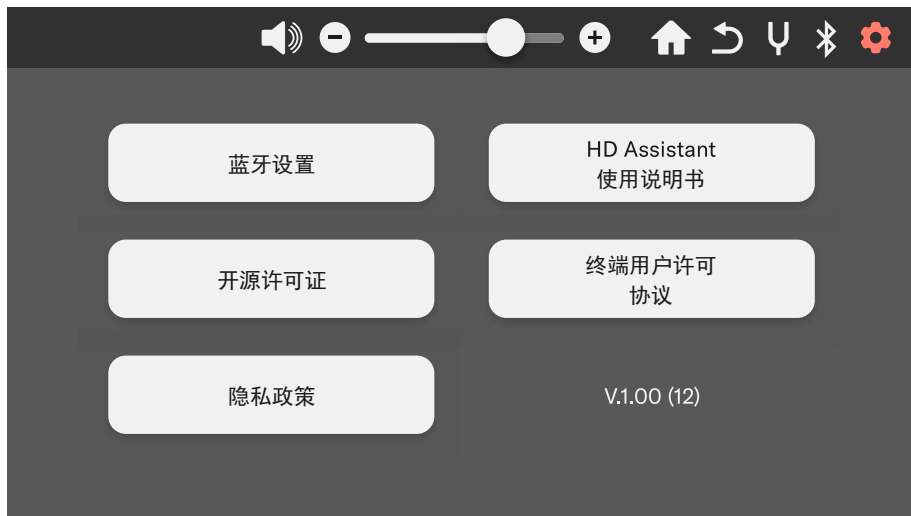 蓝牙设置
HD Assistant
使用说明书
开源许可证
终端用户许可
协议
隐私政策
V.1.00 (12)